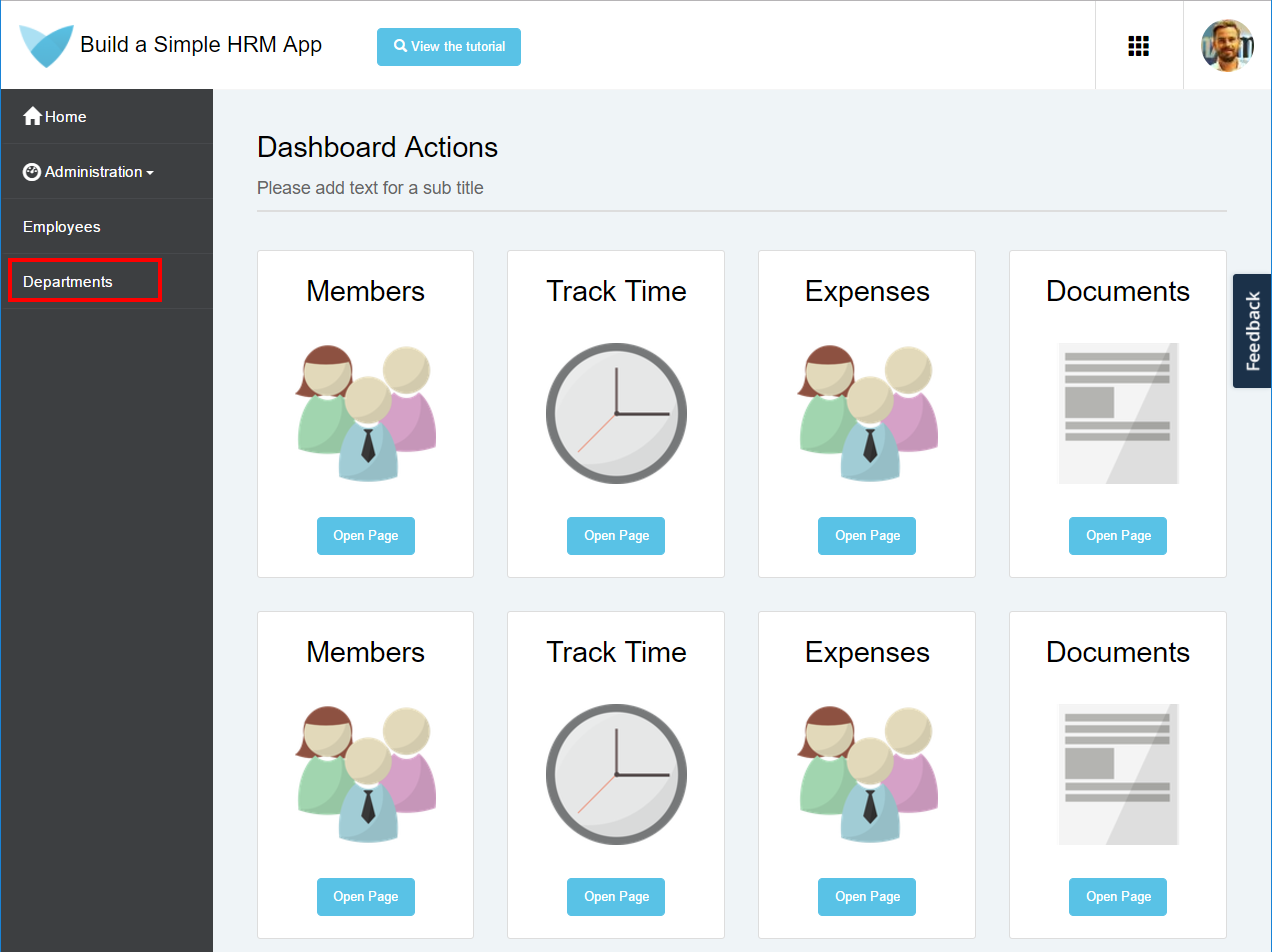 Build a Simple HRM App
View the tutorial
Home
Administration
Employees
Departments
Dashboard Actions
Please add text for a sub title
Members
Track Time
Expenses
Documents
Open Page
Open Page
Open Page
Open Page
Members
Track Time
Expenses
Documents
Open Page
Open Page
Open Page
Open Page
Feedback